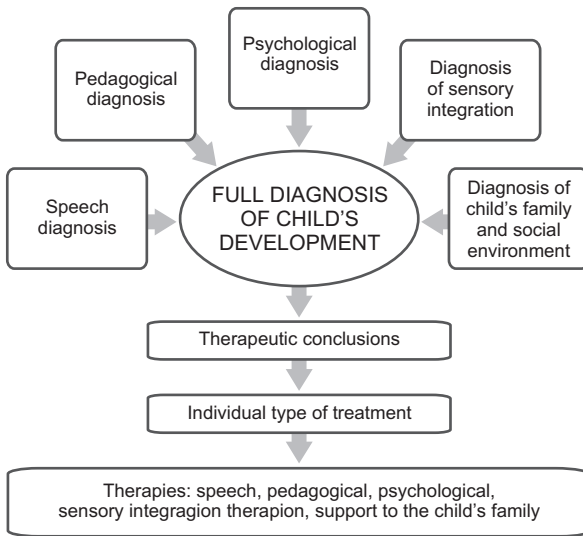 Psychological
diagnosis
Pedagogical
diagnosis
Diagnosis
of sensory
integration
Speech
diagnosis
FULL DIAGNOSIS
OF CHILD'S
DEVELOPMENT
Diagnosis of
child's family
and social
environment
Therapeutic conclusions
Individual type of treatment
Therapies: speech, pedagogical, psychological,
sensory integragion therapion, support to the child's family